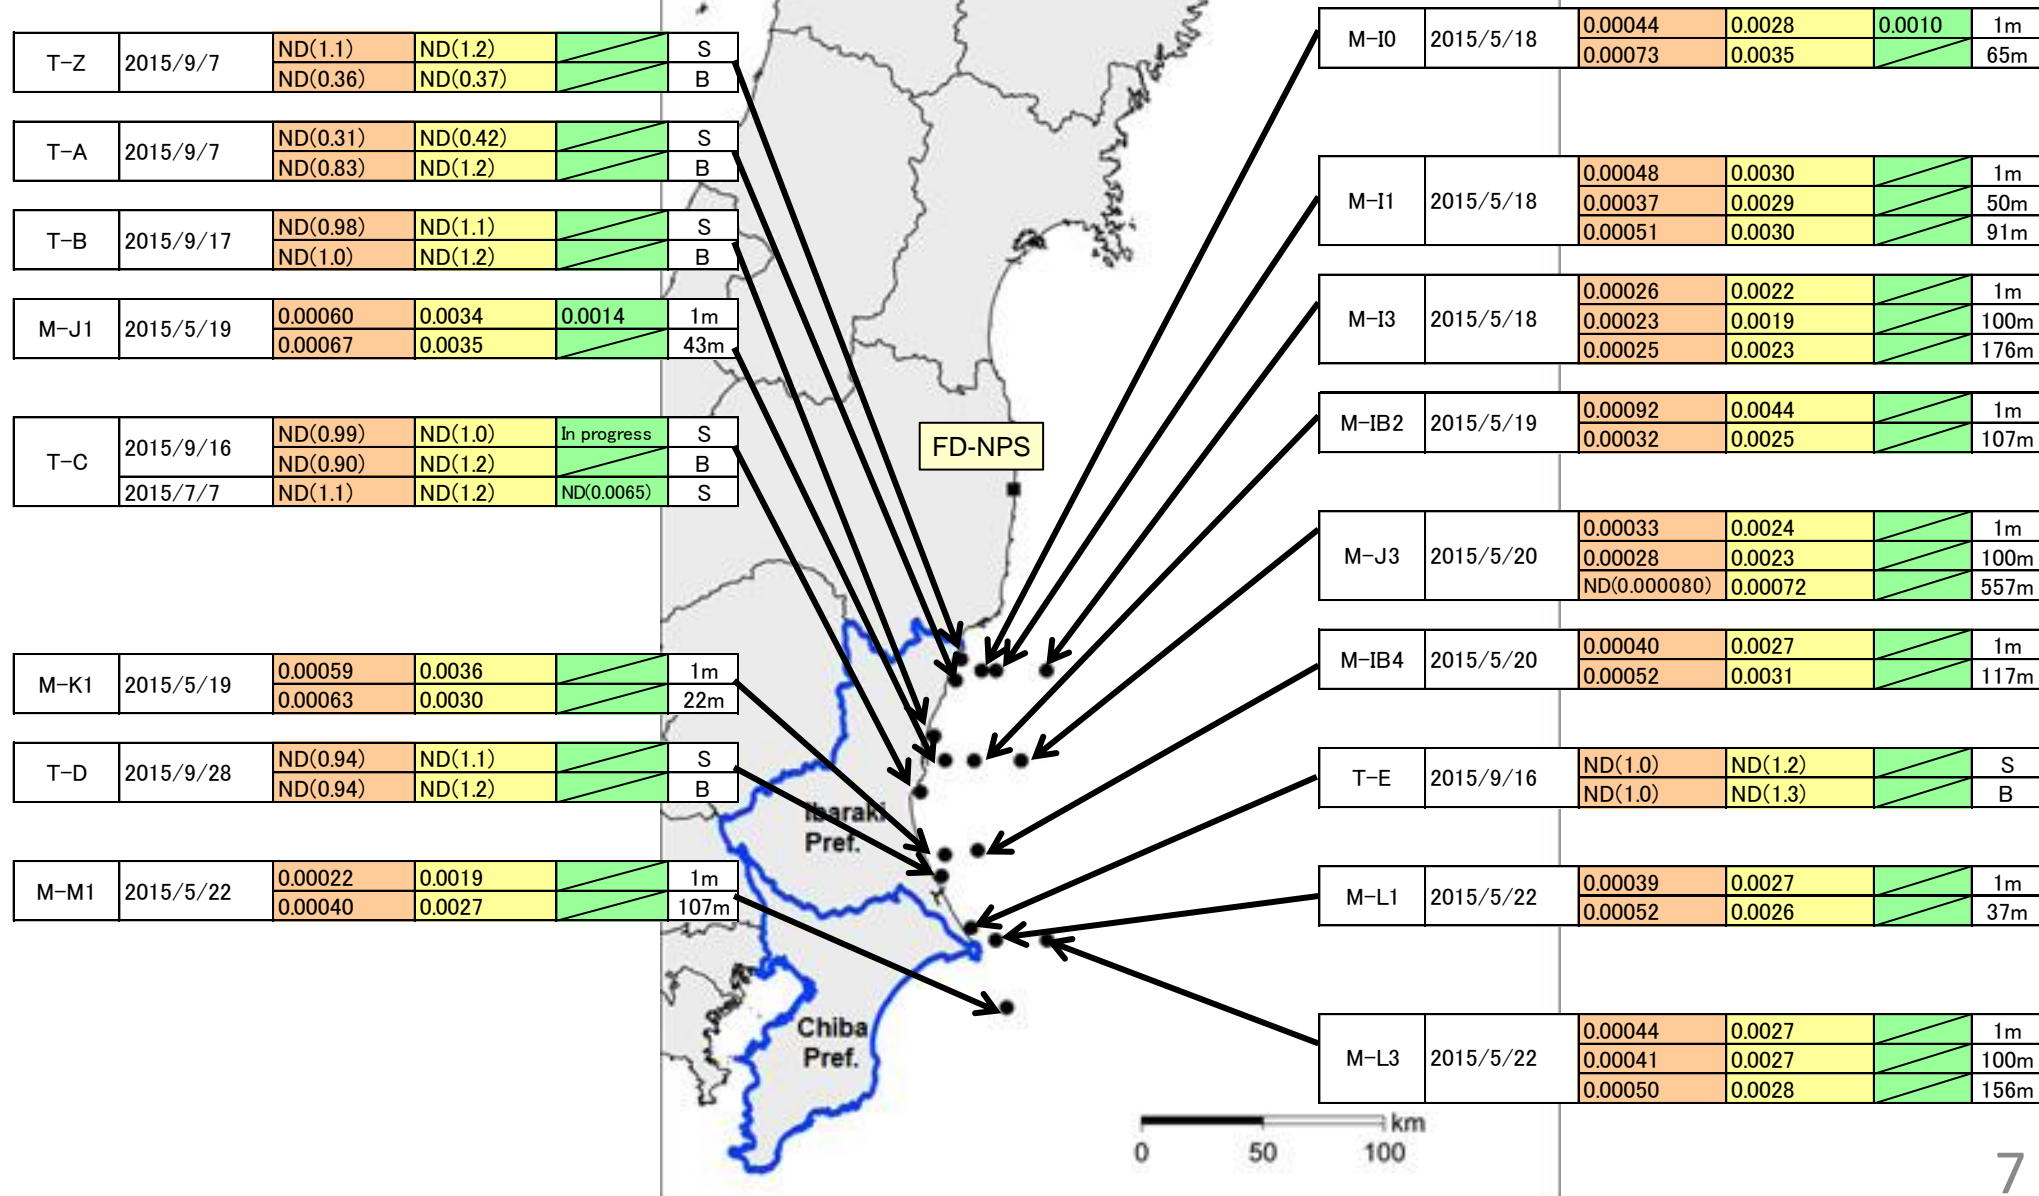 T-Z 2015/9/7 ND(1.1) ND(1.2) S
ND(0.36) ND(0.37) B
T-A 2015/9/7 ND(0.31) ND(0.42) S
ND(0.83) ND(1.2) B
T-B 2015/9/17 ND(0.98) ND(1.1) S
ND(1.0) ND(1.2) B
M-J1 2015/5/19 0.00060 0.0034 0.0014 1m
0.00067 0.0035 43m
T-C 2015/9/16 ND(0.99) ND(1.0) In progress S
ND(0.90) ND(1.2) B
2015/7/7 ND(1.1) ND(1.2) ND(0.0065) S
M-K1 2015/5/19 0.00059 0.0036 1m
0.00063 0.0030 22m
T-D 2015/9/28 ND(0.94) ND(1.1) S
ND(0.94) ND(1.2) B
M-M1 2015/5/22 0.00022 0.0019 1m
0.00040 0.0027 107m
FD-NPS
Ibaraki
Pref.
Chiba
Pref.
km
0 50 100
M-I0 2015/5/18 0.00044 0.0028 0.0010 1m
0.00073 0.0035 65m
M-I1 2015/5/18 0.00048 0.0030 1m
0.00037 0.0029 50m
0.00051 0.0030 91m
M-I3 2015/5/18 0.00026 0.0022 1m
0.00023 0.0019 100m
0.00025 0.0023 176m
M-IB2 2015/5/19 0.00092 0.0044 1m
0.00032 0.0025 107m
M-J3 2015/5/20 0.00033 0.0024 1m
0.00028 0.0023 100m
ND(0.000080) 0.00072 557m
M-IB4 2015/5/20 0.00040 0.0027 1m
0.00052 0.0031 117m
T-E 2015/9/16 ND(1.0) ND(1.2) S
ND(1.0) ND(1.3) B
M-L1 2015/5/22 0.00039 0.0027 1m
0.00052 0.0026 37m
M-L3 2015/5/22 0.00044 0.0027 1m
0.00041 0.0027 100m
0.00050 0.0028 156m
7